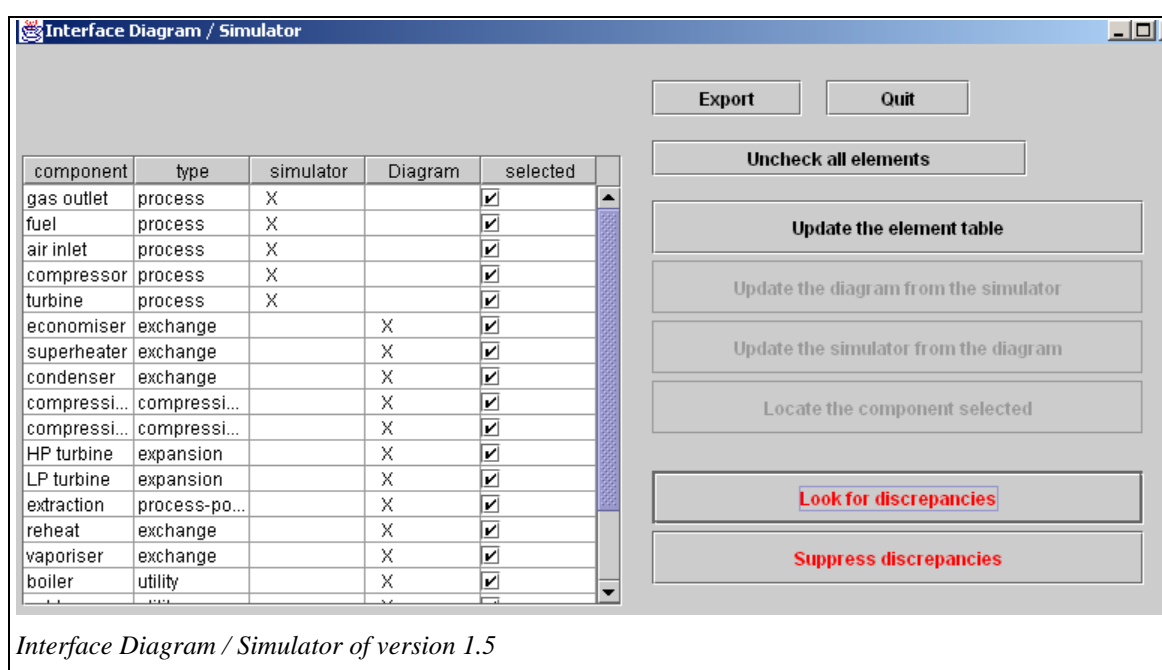 Interface Diagram / Simulator
Export Quit
Uncheck all elements
component type simulator Diagram selected
gas outlet process X
fuel process X
air inlet process X
compressor process X
turbine process X
economiser exchange X
superheater exchange X
condenser exchange X
compressi... compressi... X
compressi... compressi... X
HP turbine expansion X
LP turbine expansion X
extraction process-po... X
reheat exchange X
vaporiser exchange X
boiler utility X
Update the element table
Update the diagram from the simulator
Update the simulator from the diagram
Locate the component selected
Look for discrepancies
Suppress discrepancies
Interface Diagram / Simulator of version 1.5